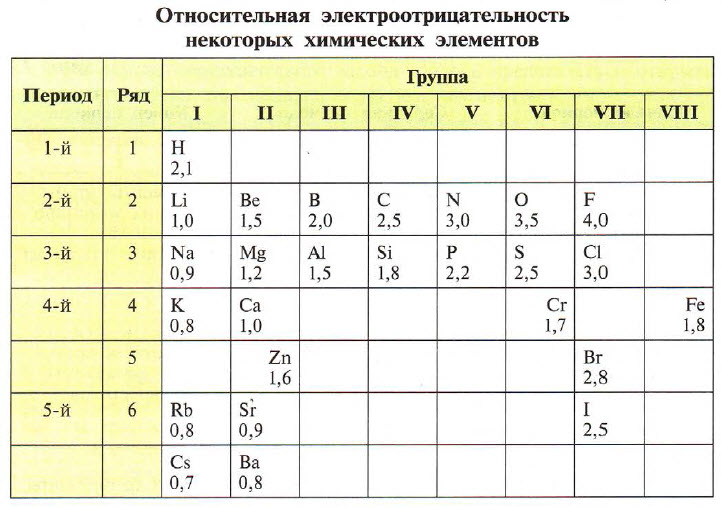 Относительная электроотрицательность
некоторых химических элементов
Период Ряд Группа
I II III IV V VI VII VIII
1-й 1 H
2,1
2-й 2 Li Be B C N O F
1,0 1,5 2,0 2,5 3,0 3,5 4,0
3-й 3 Na Mg Al Si P S Cl
0,9 1,2 1,5 1,8 2,2 2,5 3,0
4-й 4 K Ca Cr Fe
0,8 1,0 1,7 1,8
5 Zn Br
1,6 2,8
5-й 6 Rb Sr I
0,8 0,9 2,5
Cs Ba
0,7 0,8